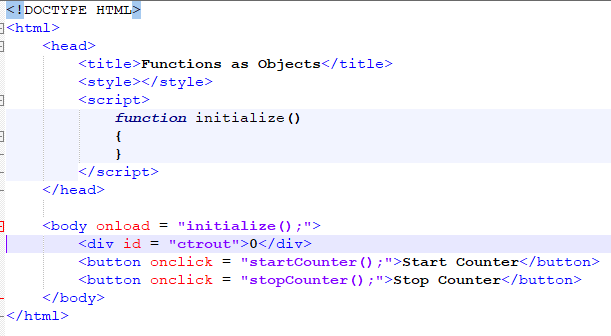 <!DOCTYPE HTML>
<html>
<head>
<title>Functions as Objects</title>
<style></style>
<script>
function initialize()
{
}
</script>
</head>
<body onload = "initialize();">
<div id = "ctrout">0</div>
<button onclick = "startCounter();">Start Counter</button>
<button onclick = "stopCounter();">Stop Counter</button>
</body>
</html>